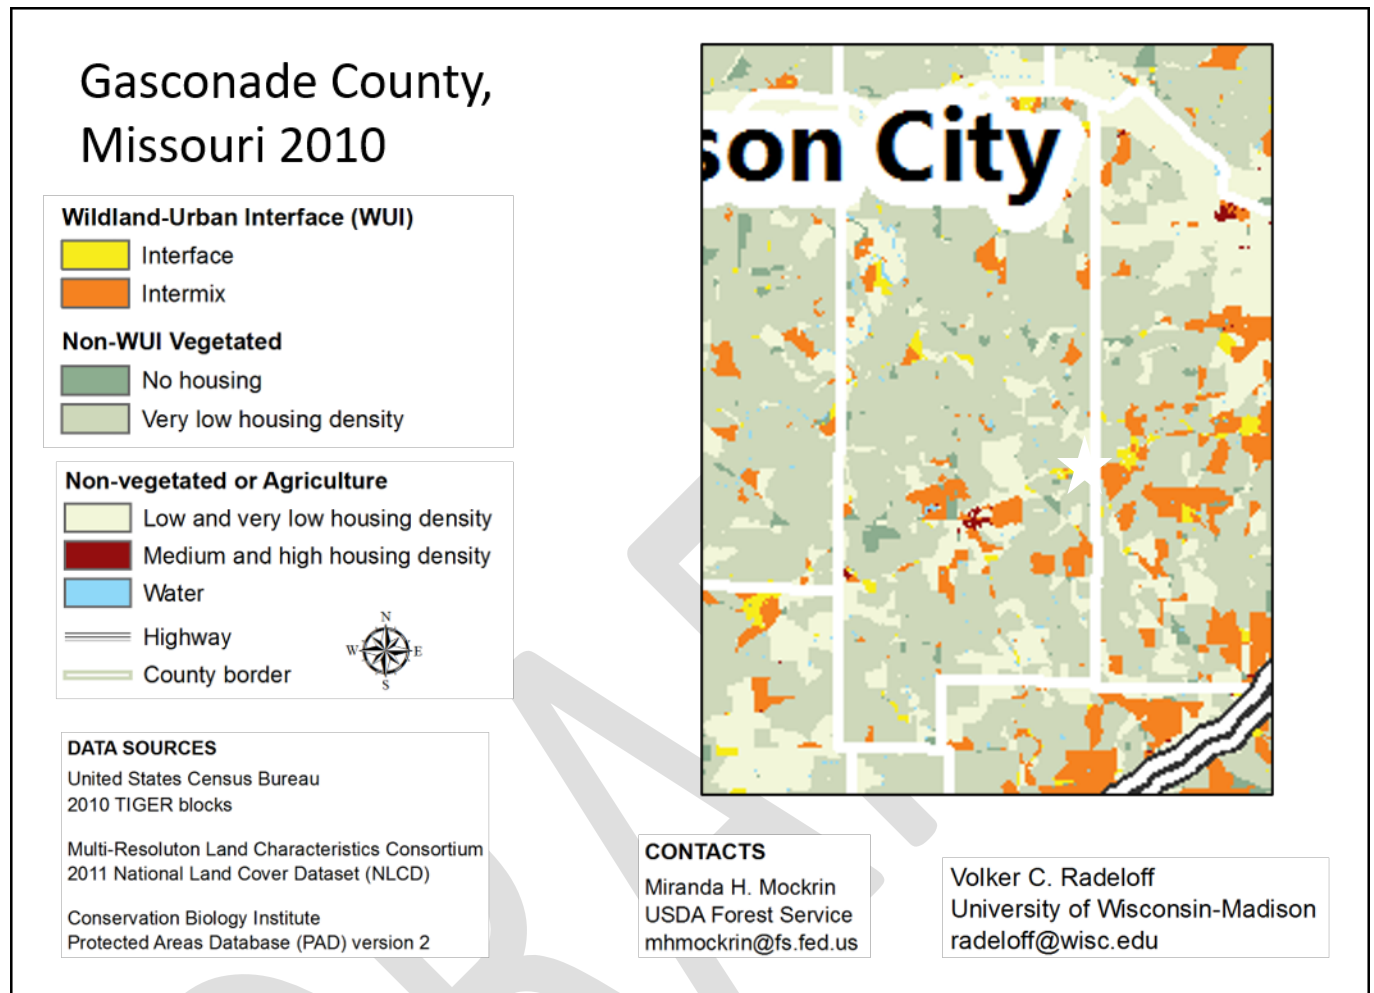 Gasconade County,
Missouri 2010
Wildland-Urban Interface (WUI)
Interface
Intermix
Non-WUI Vegetated
No housing
Very low housing density
Non-vegetated or Agriculture
Low and very low housing density
Medium and high housing density
Water
Highway
County border
N
W E
S
DATA SOURCES
United States Census Bureau
2010 TIGER blocks
Multi-Resoluton Land Characteristics Consortium
2011 National Land Cover Dataset (NLCD)
Conservation Biology Institute
Protected Areas Database (PAD) version 2
son City
CONTACTS
Miranda H. Mockrin
USDA Forest Service
mhmockrin@fs.fed.us
Volker C. Radeloff
University of Wisconsin-Madison
radeloff@wisc.edu